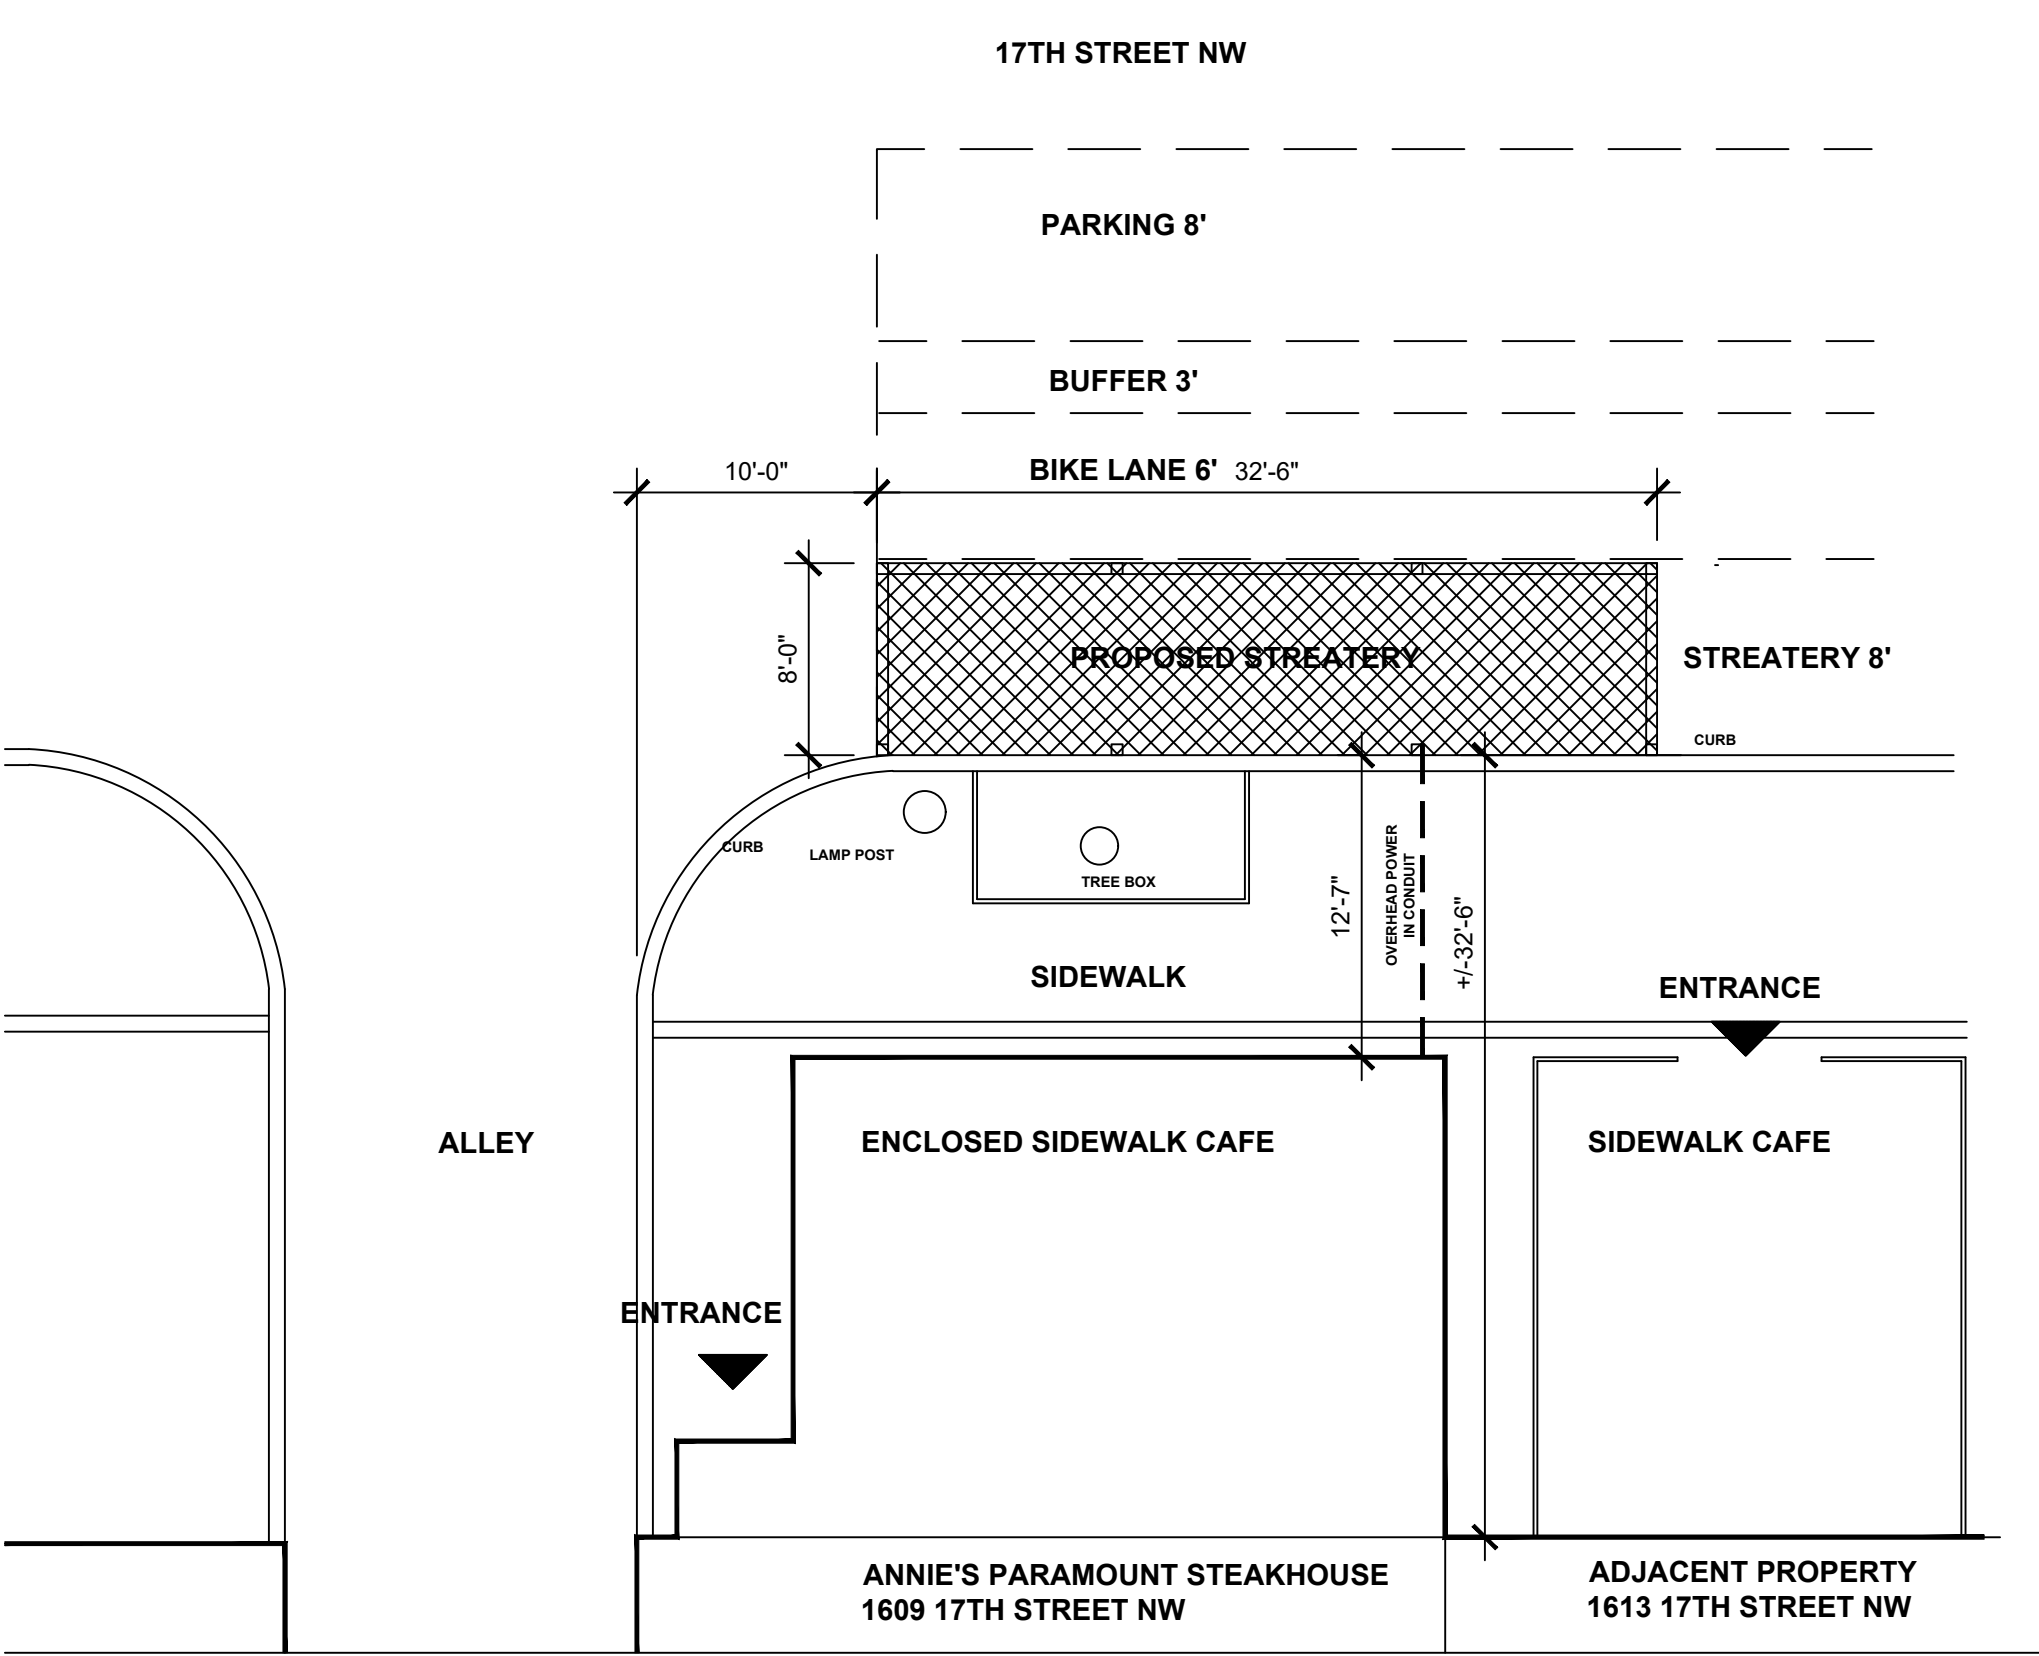 17TH STREET NW
PARKING 8'
BUFFER 3'
10'-0"
BIKE LANE 6'
32'-6"
8'-0"
PROPOSED STREATERY
STREATERY 8'
CURB
CURB
LAMP POST
TREE BOX
12'-7"
OVERHEAD POWER
IN CONDUIT
+/-32'-6"
SIDEWALK
ENTRANCE
ALLEY
ENCLOSED SIDEWALK CAFE
SIDEWALK CAFE
ENTRANCE
ANNIE'S PARAMOUNT STEAKHOUSE
1609 17TH STREET NW
ADJACENT PROPERTY
1613 17TH STREET NW